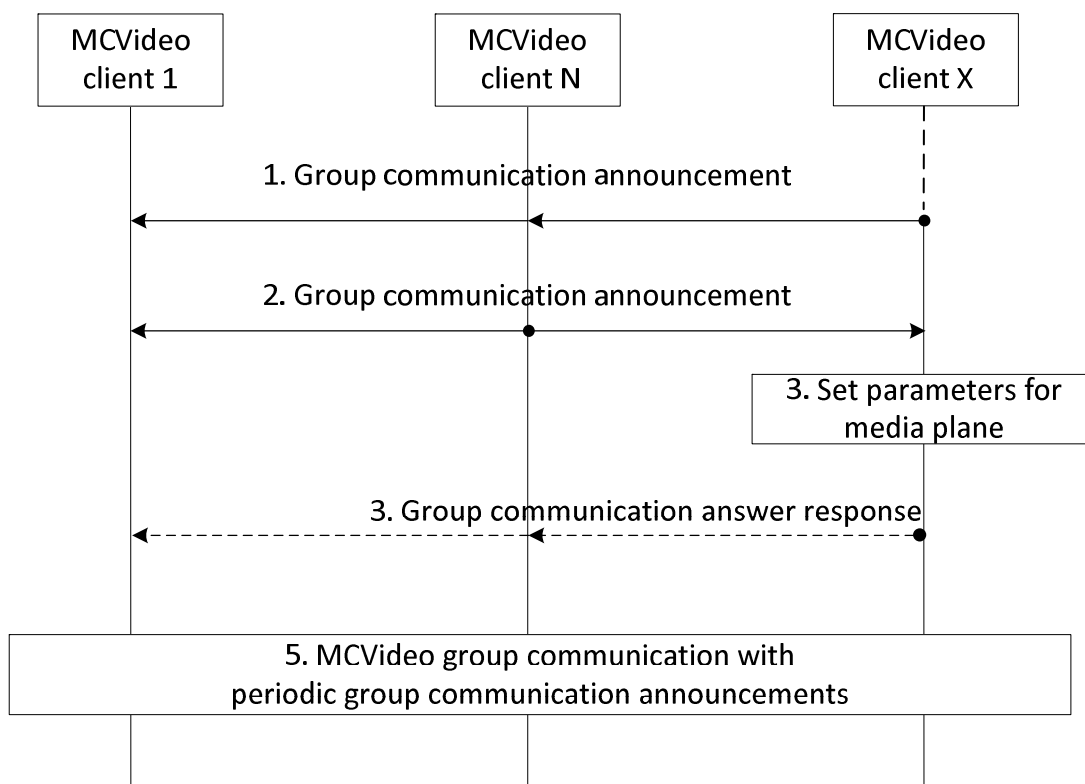 MCVideo
client 1
MCVideo
client N
MCVideo
client X
1. Group communication announcement
2. Group communication announcement
3. Set parameters for
media plane
3. Group communication answer response
5. MCVideo group communication with
periodic group communication announcements